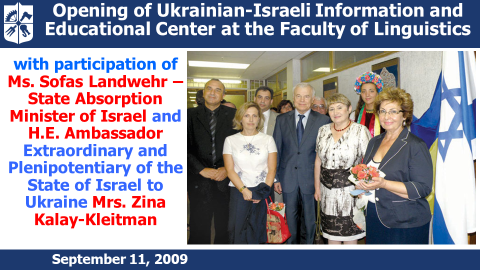 Opening of Ukrainian-Israeli Information and
Educational Center at the Faculty of Linguistics
with participation of
Ms. Sofas Landwehr –
State Absorption
Minister of Israel and
H.E. Ambassador
Extraordinary and
Plenipotentiary of the
State of Israel to
Ukraine Mrs. Zina
Kalay-Kleitman
September 11, 2009